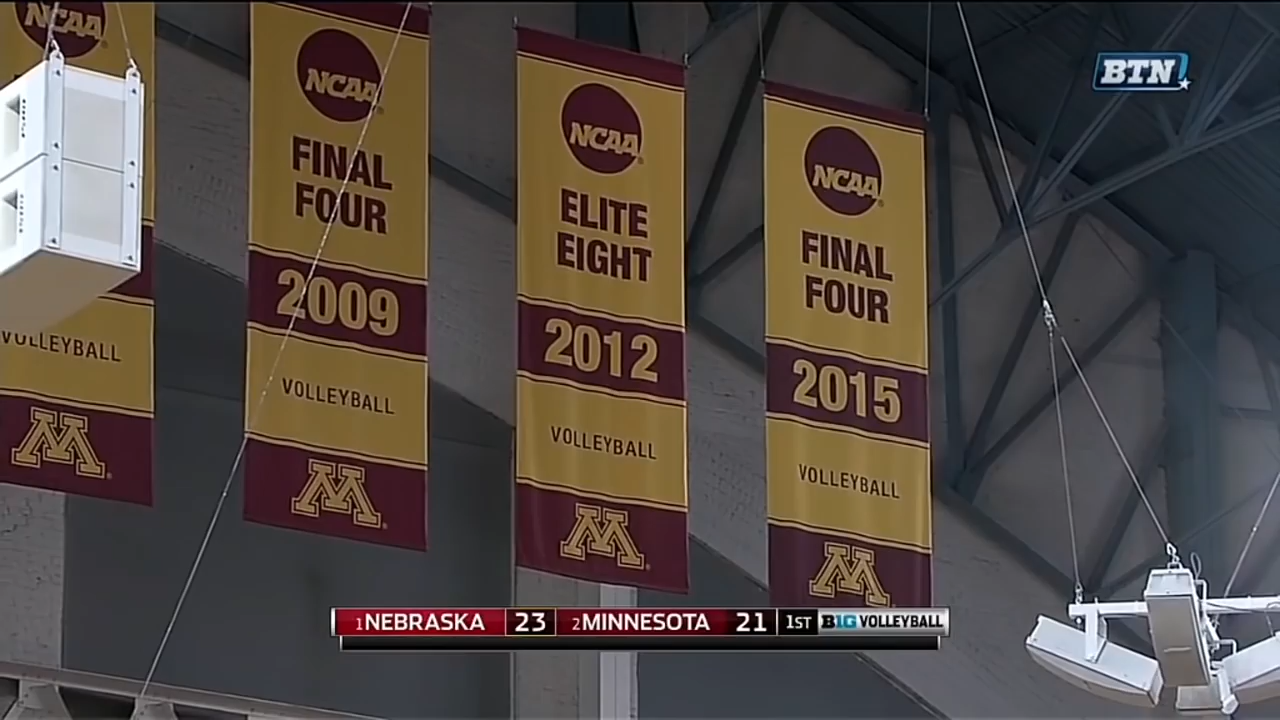 NCAA
VOLLEYBALL
M
NCAA
FINAL
FOUR
2009
VOLLEYBALL
M
NCAA
ELITE
EIGHT
2012
VOLLEYBALL
M
NCAA
FINAL
FOUR
2015
VOLLEYBALL
M
BTN
1 NEBRASKA 23 2 MINNESOTA 21 1ST B1G VOLLEYBALL